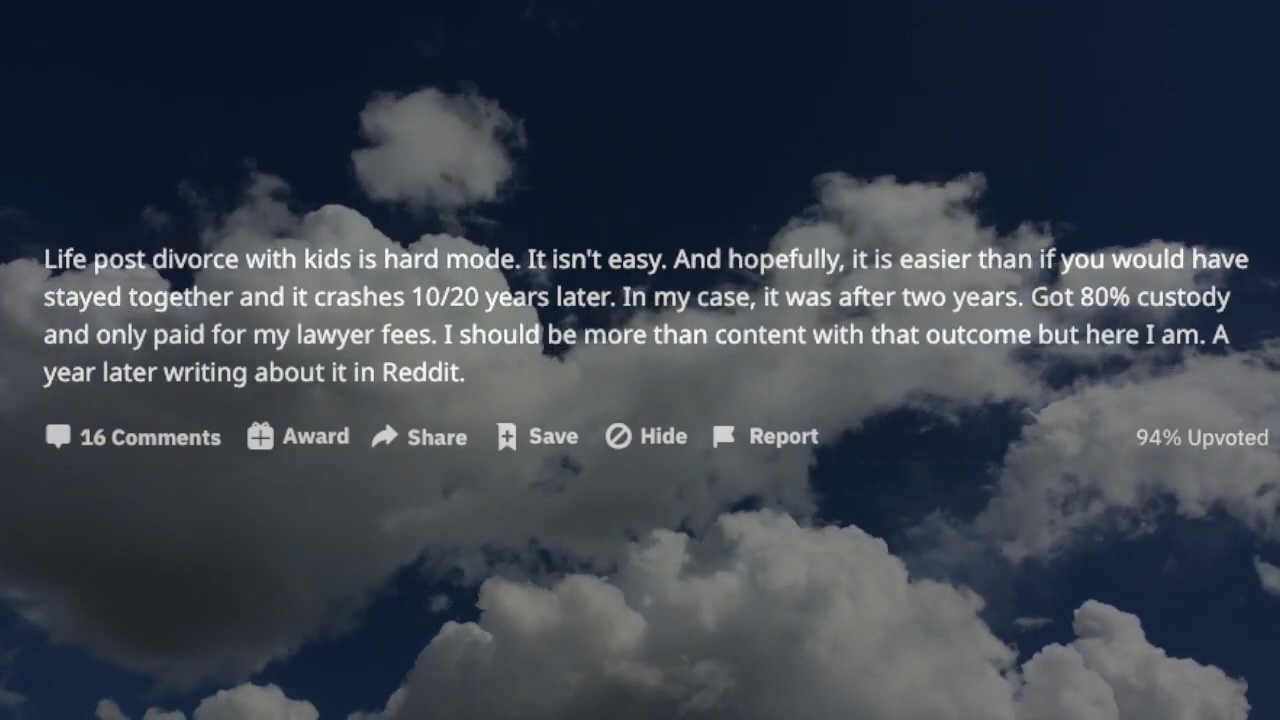 Life post divorce with kids is hard mode. It isn't easy. And hopefully, it is easier than if you would have
stayed together and it crashes 10/20 years later. In my case, it was after two years. Got 80% custody
and only paid for my lawyer fees. I should be more than content with that outcome but here I am. A
year later writing about it in Reddit.
16 Comments Award Share Save Hide Report 94% Upvoted